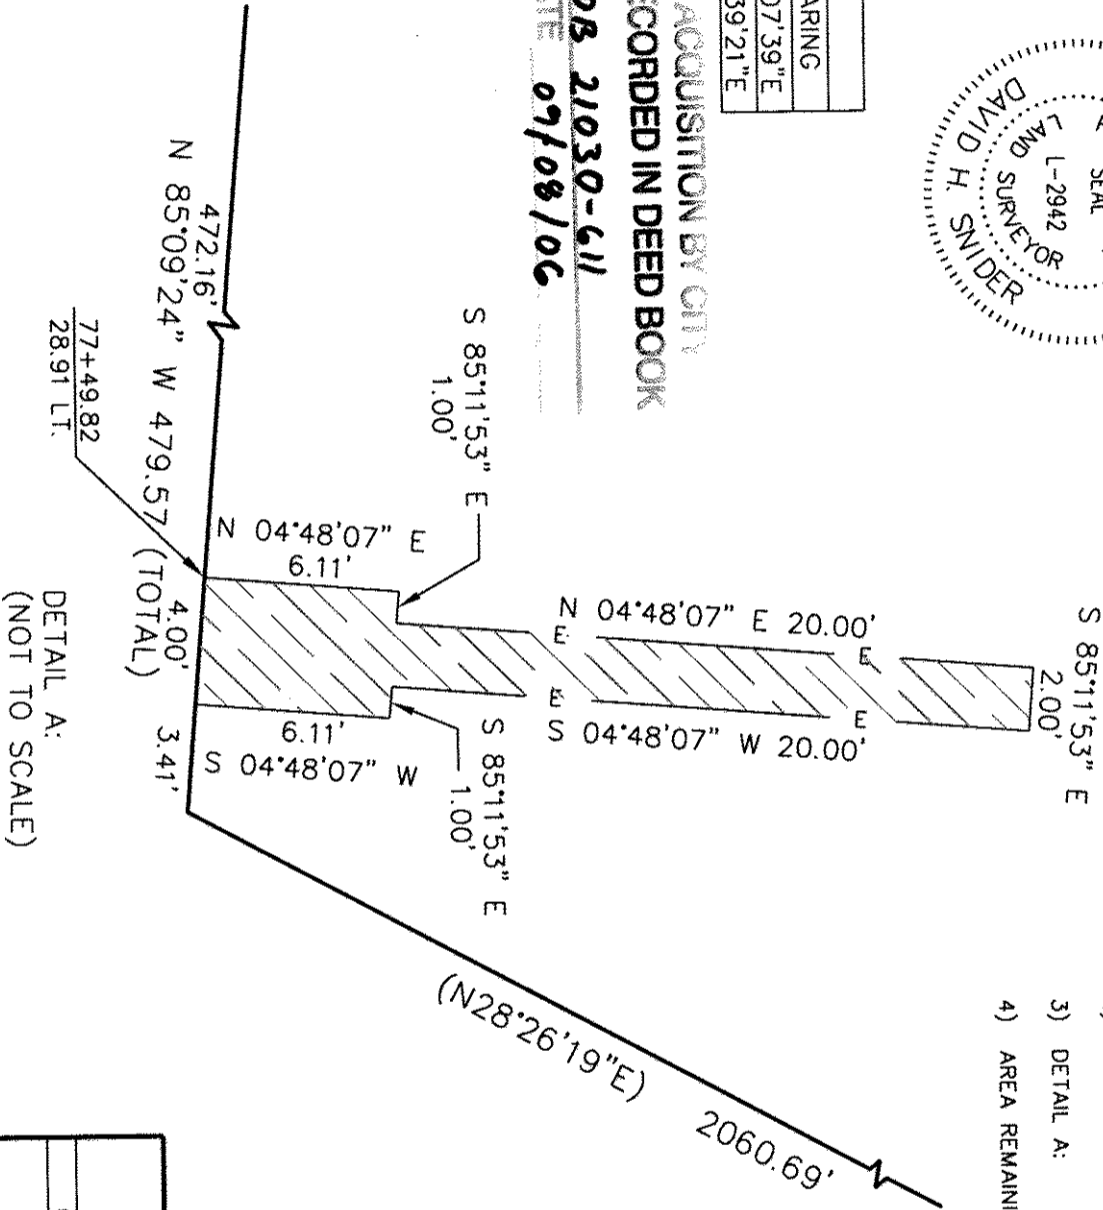 ARING
07'39"E
39'21"E
ACQUISITION BY CITY
ECORDED IN DEED BOOK
DB 21030-611
TE 09/08/06
SEAL
L-2942
LAND SURVEYOR
DAVID H. SNIDER
S 85°11'53" E
2.00'
3) DETAIL A:
4) AREA REMAINI
S 85°11'53" E
1.00'
N 04°48'07" E 20.00'
E
E
E
E
S 04°48'07" W 20.00'
N 04°48'07" E
6.11'
6.11'
S 04°48'07" W
S 85°11'53" E
1.00'
472.16'
N 85°09'24" W 479.57
(TOTAL)
4.00'
3.41'
77+49.82
28.91 LT.
(N28°26'19"E)
2060.69'
DETAIL A:
(NOT TO SCALE)